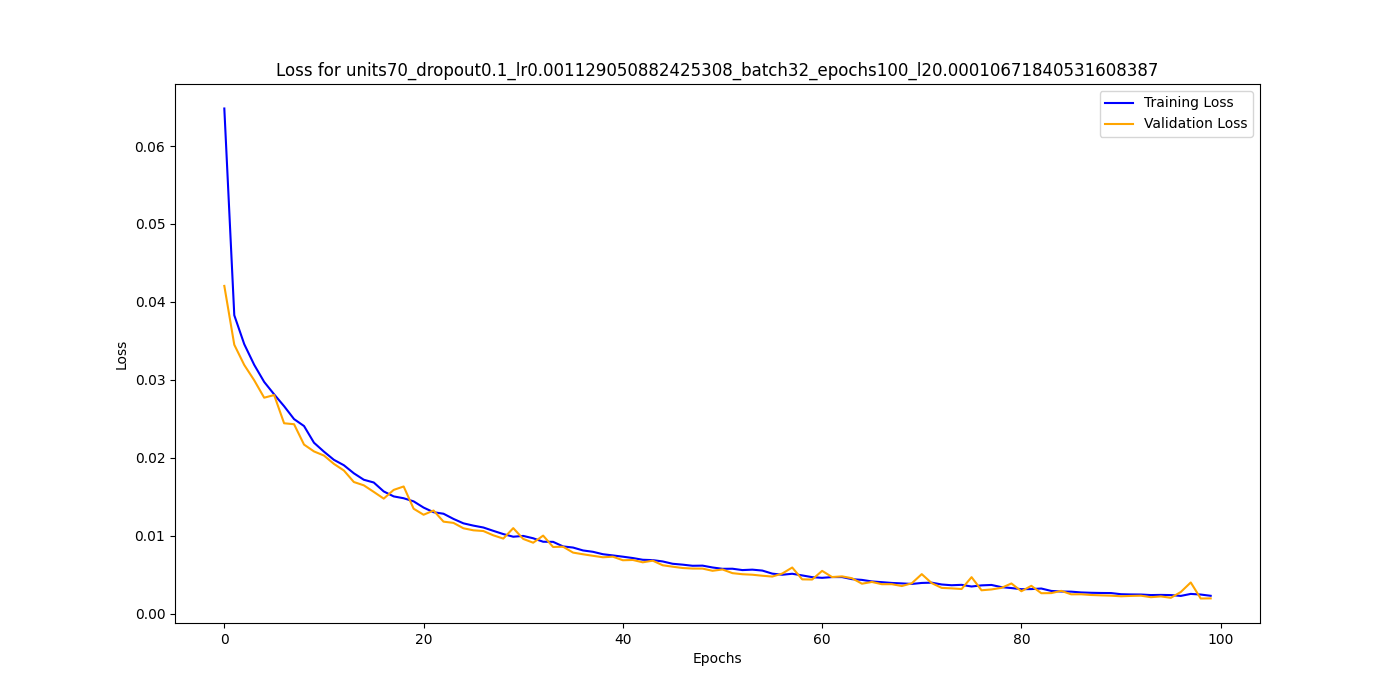 Loss for units70_dropout0.1_lr0.001129050882425308_batch32_epochs100_l20.00010671840531608387
Training Loss
Validation Loss
0.06
0.05
0.04
0.03
0.02
0.01
0.00
Loss
0 20 40 60 80 100
Epochs